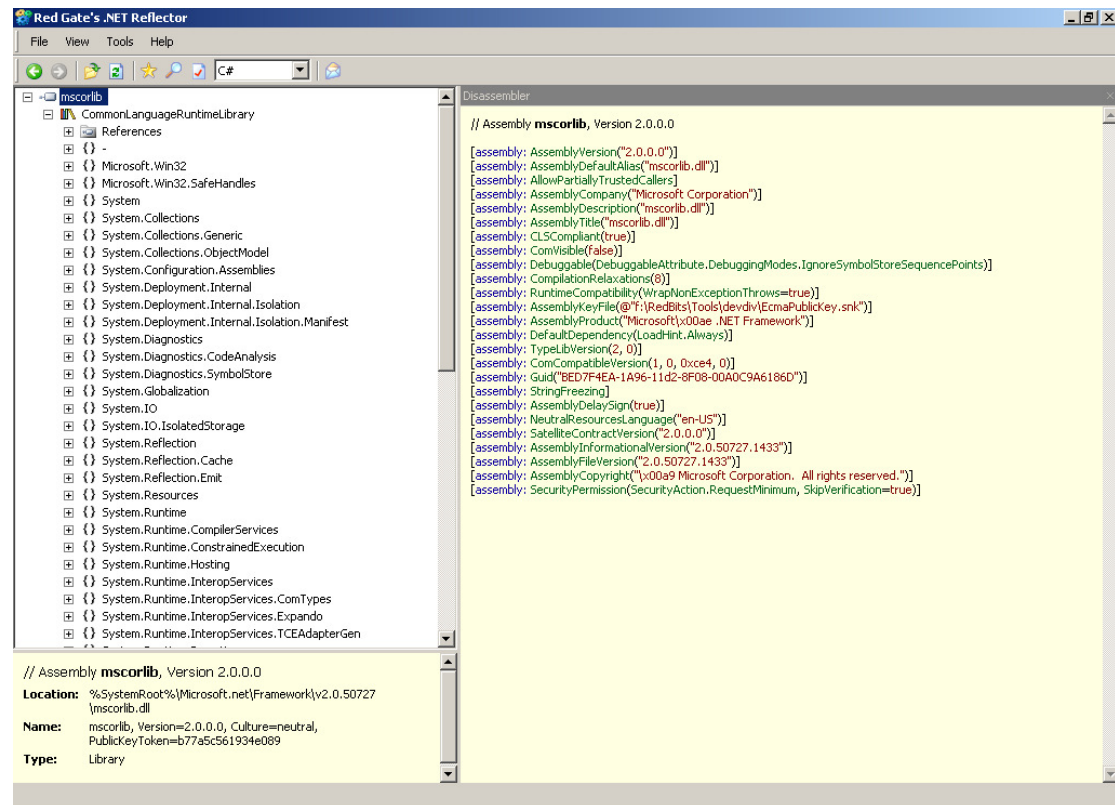 Red Gate's .NET Reflector
File View Tools Help
C#
mscorlib
CommonLanguageRuntimeLibrary
References
{} -
{} Microsoft.Win32
{} Microsoft.Win32.SafeHandles
{} System
{} System.Collections
{} System.Collections.Generic
{} System.Collections.ObjectModel
{} System.Configuration.Assemblies
{} System.Deployment.Internal
{} System.Deployment.Internal.Isolation
{} System.Deployment.Internal.Isolation.Manifest
{} System.Diagnostics
{} System.Diagnostics.CodeAnalysis
{} System.Diagnostics.SymbolStore
{} System.Globalization
{} System.IO
{} System.IO.IsolatedStorage
{} System.Reflection
{} System.Reflection.Cache
{} System.Reflection.Emit
{} System.Resources
{} System.Runtime
{} System.Runtime.CompilerServices
{} System.Runtime.ConstrainedExecution
{} System.Runtime.Hosting
{} System.Runtime.InteropServices
{} System.Runtime.InteropServices.ComTypes
{} System.Runtime.InteropServices.Expando
{} System.Runtime.InteropServices.TCEAdapterGen
// Assembly mscorlib, Version 2.0.0.0
Location: %SystemRoot%\Microsoft.net\Framework\v2.0.50727
\mscorlib.dll
Name: mscorlib, Version=2.0.0.0, Culture=neutral,
PublicKeyToken=b77a5c561934e089
Type: Library
Disassembler
// Assembly mscorlib, Version 2.0.0.0
[assembly: AssemblyVersion("2.0.0.0")]
[assembly: AssemblyDefaultAlias("mscorlib.dll")]
[assembly: AllowPartiallyTrustedCallers]
[assembly: AssemblyCompany("Microsoft Corporation")]
[assembly: AssemblyDescription("mscorlib.dll")]
[assembly: AssemblyTitle("mscorlib.dll")]
[assembly: CLSCompliant(true)]
[assembly: ComVisible(false)]
[assembly: Debuggable(DebuggableAttribute.DebuggingModes.IgnoreSymbolStoreSequencePoints)]
[assembly: CompilationRelaxations(8)]
[assembly: RuntimeCompatibility(WrapNonExceptionThrows=true)]
[assembly: AssemblyKeyFile(@"f:\RedBits\Tools\devdiv\EcmaPublicKey.snk")]
[assembly: AssemblyProduct("Microsoft\x00ae .NET Framework")]
[assembly: DefaultDependency(LoadHint.Always)]
[assembly: TypeLibVersion(2, 0)]
[assembly: ComCompatibleVersion(1, 0, 0xce4, 0)]
[assembly: Guid("BED7F4EA-1A96-11d2-8F08-00A0C9A6186D")]
[assembly: StringFreezing]
[assembly: AssemblyDelaySign(true)]
[assembly: NeutralResourcesLanguage("en-US")]
[assembly: SatelliteContractVersion("2.0.0.0")]
[assembly: AssemblyInformationalVersion("2.0.50727.1433")]
[assembly: AssemblyFileVersion("2.0.50727.1433")]
[assembly: AssemblyCopyright("\x00a9 Microsoft Corporation.  All rights reserved.")]
[assembly: SecurityPermission(SecurityAction.RequestMinimum, SkipVerification=true)]